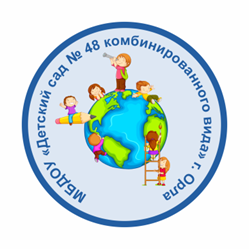 МБДОУ «Детский сад № 48 комбинированного вида» г. Орла